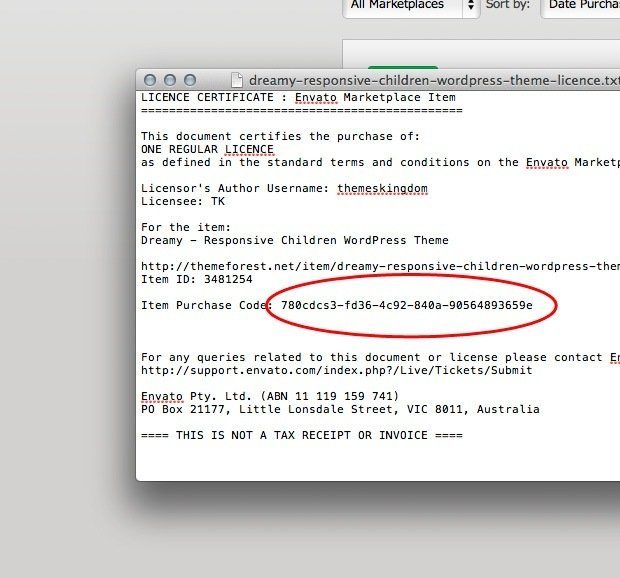 All Marketplaces Sort by: Date Purcha
dreamy-responsive-children-wordpress-theme-licence.txt
LICENCE CERTIFICATE : Envato Marketplace Item
==============================================
This document certifies the purchase of:
ONE REGULAR LICENCE
as defined in the standard terms and conditions on the Envato Marketp
Licensor's Author Username: themeskingdom
Licensee: TK
For the item:
Dreamy - Responsive Children WordPress Theme
http://themeforest.net/item/dreamy-responsive-children-wordpress-them
Item ID: 3481254
Item Purchase Code: 780cdcs3-fd36-4c92-840a-90564893659e
For any queries related to this document or license please contact En
http://support.envato.com/index.php?/Live/Tickets/Submit
Envato Pty. Ltd. (ABN 11 119 159 741)
PO Box 21177, Little Lonsdale Street, VIC 8011, Australia
==== THIS IS NOT A TAX RECEIPT OR INVOICE ====